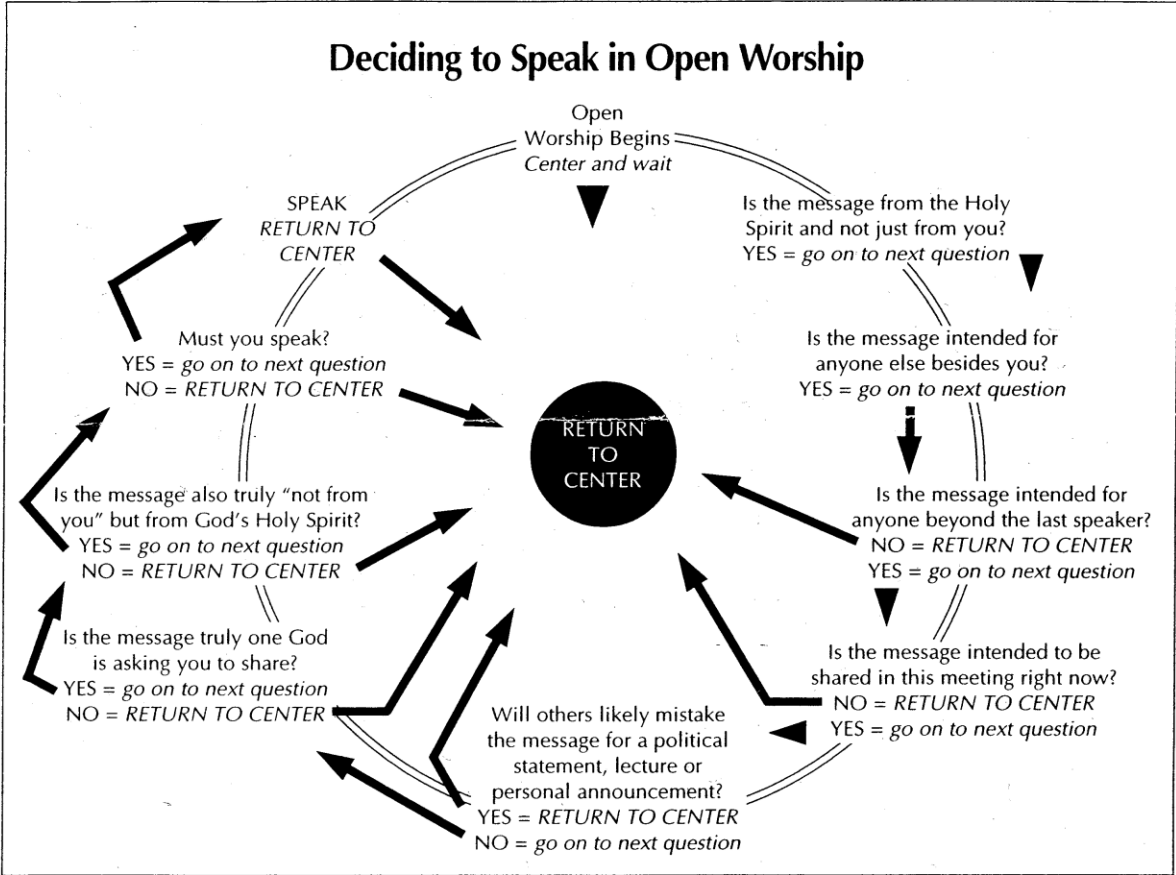 Deciding to Speak in Open Worship
Open
Worship Begins
Center and wait
Is the message from the Holy
Spirit and not just from you?
YES = go on to next question
Is the message intended for
anyone else besides you?
YES = go on to next question
Is the message intended for
anyone beyond the last speaker?
NO = RETURN TO CENTER
YES = go on to next question
Is the message intended to be
shared in this meeting right now?
NO = RETURN TO CENTER
YES = go on to next question
Will others likely mistake
the message for a political
statement, lecture or
personal announcement?
YES = RETURN TO CENTER
NO = go on to next question
Is the message truly one God
is asking you to share?
YES = go on to next question
NO = RETURN TO CENTER
Is the message also truly “not from
you” but from God’s Holy Spirit?
YES = go on to next question
NO = RETURN TO CENTER
Must you speak?
YES = go on to next question
NO = RETURN TO CENTER
SPEAK
RETURN TO
CENTER
RETURN
TO
CENTER